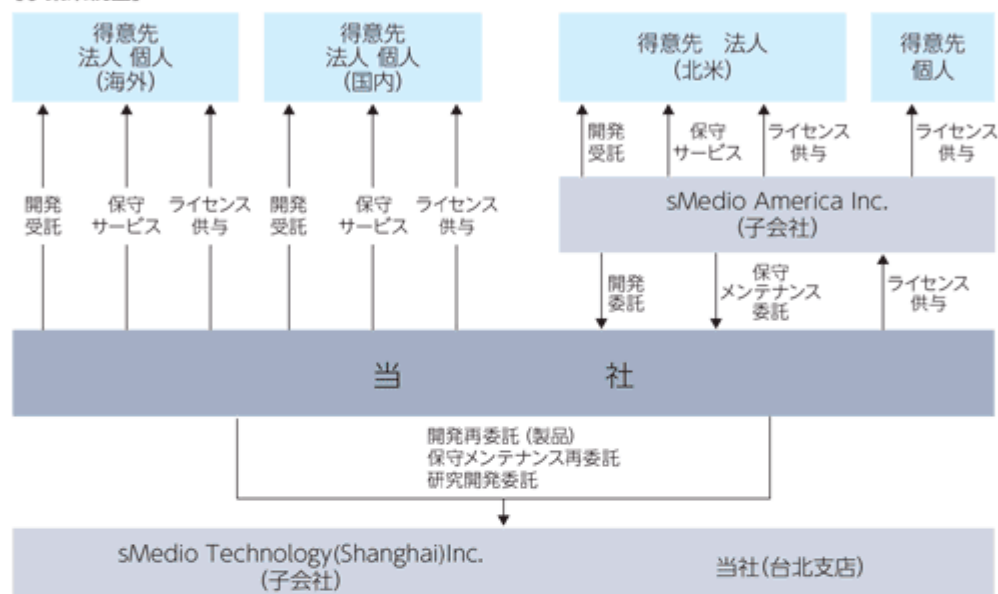 得意先
法人 個人
(海外)
得意先
法人 個人
(国内)
得意先 法人
(北米)
得意先
個人
開発
受託
保守
サービス
ライセンス
供与
開発
受託
保守
サービス
ライセンス
供与
開発
受託
保守
サービス
ライセンス
供与
ライセンス
供与
sMedio America Inc.
(子会社)
開発
委託
保守
メンテナンス
委託
ライセンス
供与
当 社
開発再委託 (製品)
保守メンテナンス再委託
研究開発委託
sMedio Technology(Shanghai)Inc.
(子会社)
当社(台北支店)